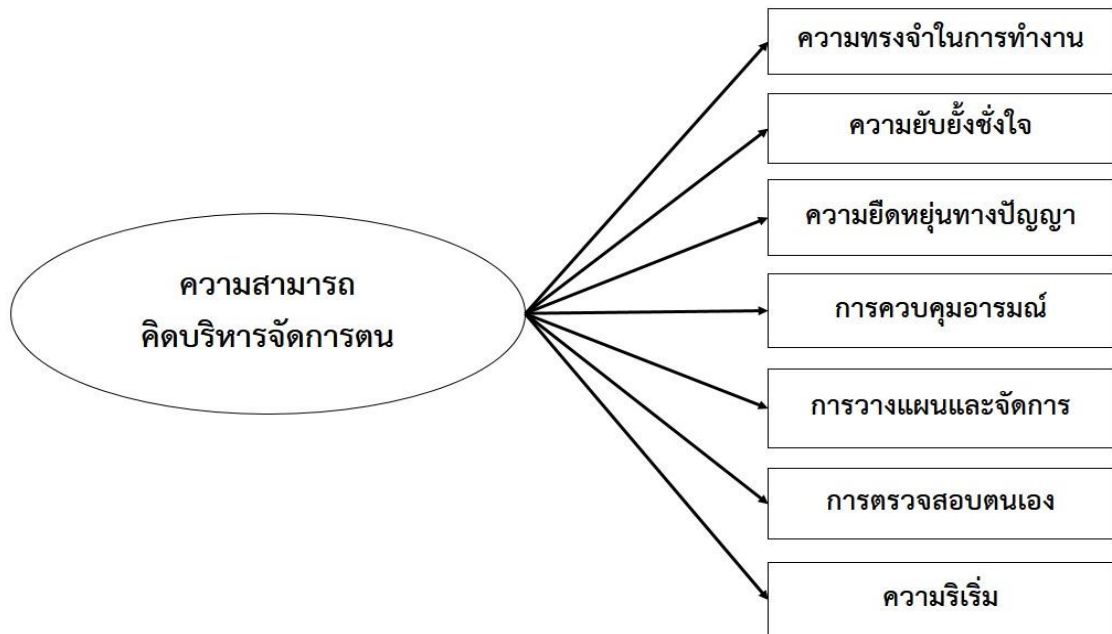 ความสามารถ
คิดบริหารจัดการตน
ความทรงจำในการทำงาน
ความยับยั้งชั่งใจ
ความยืดหยุ่นทางปัญญา
การควบคุมอารมณ์
การวางแผนและจัดการ
การตรวจสอบตนเอง
ความริเริ่ม